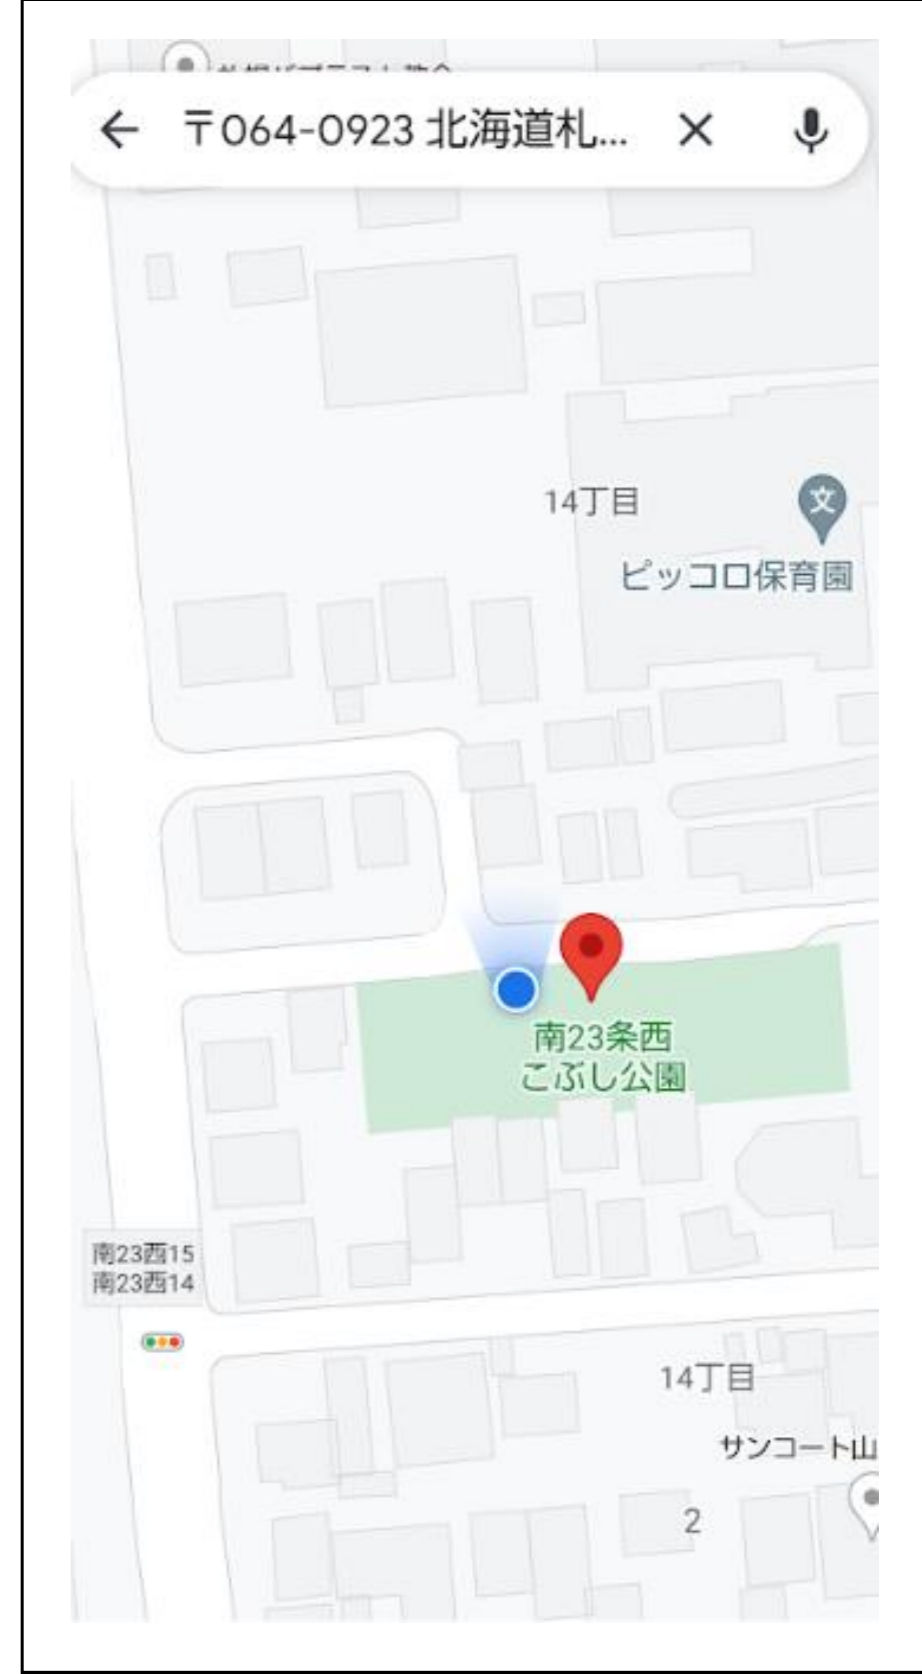 〒064-0923 北海道札...
14丁目
文
ピッコロ保育園
南23条西
こぶし公園
南23西15
南23西14
14丁目
サンコート山
2